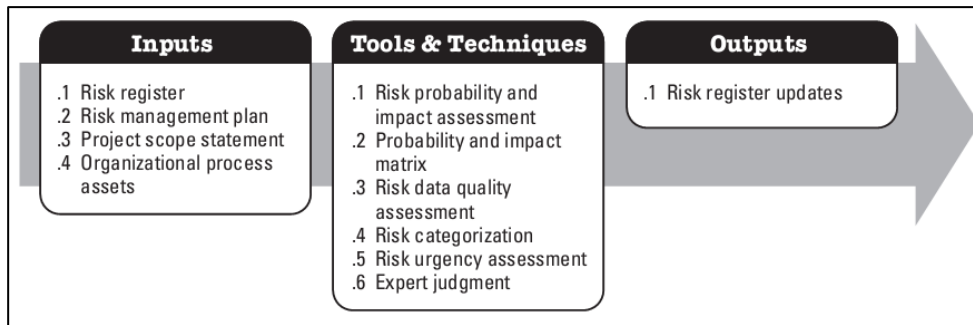 Inputs
.1 Risk register
.2 Risk management plan
.3 Project scope statement
.4 Organizational process
assets
Tools & Techniques
.1 Risk probability and
impact assessment
.2 Probability and impact
matrix
.3 Risk data quality
assessment
.4 Risk categorization
.5 Risk urgency assessment
.6 Expert judgment
Outputs
.1 Risk register updates